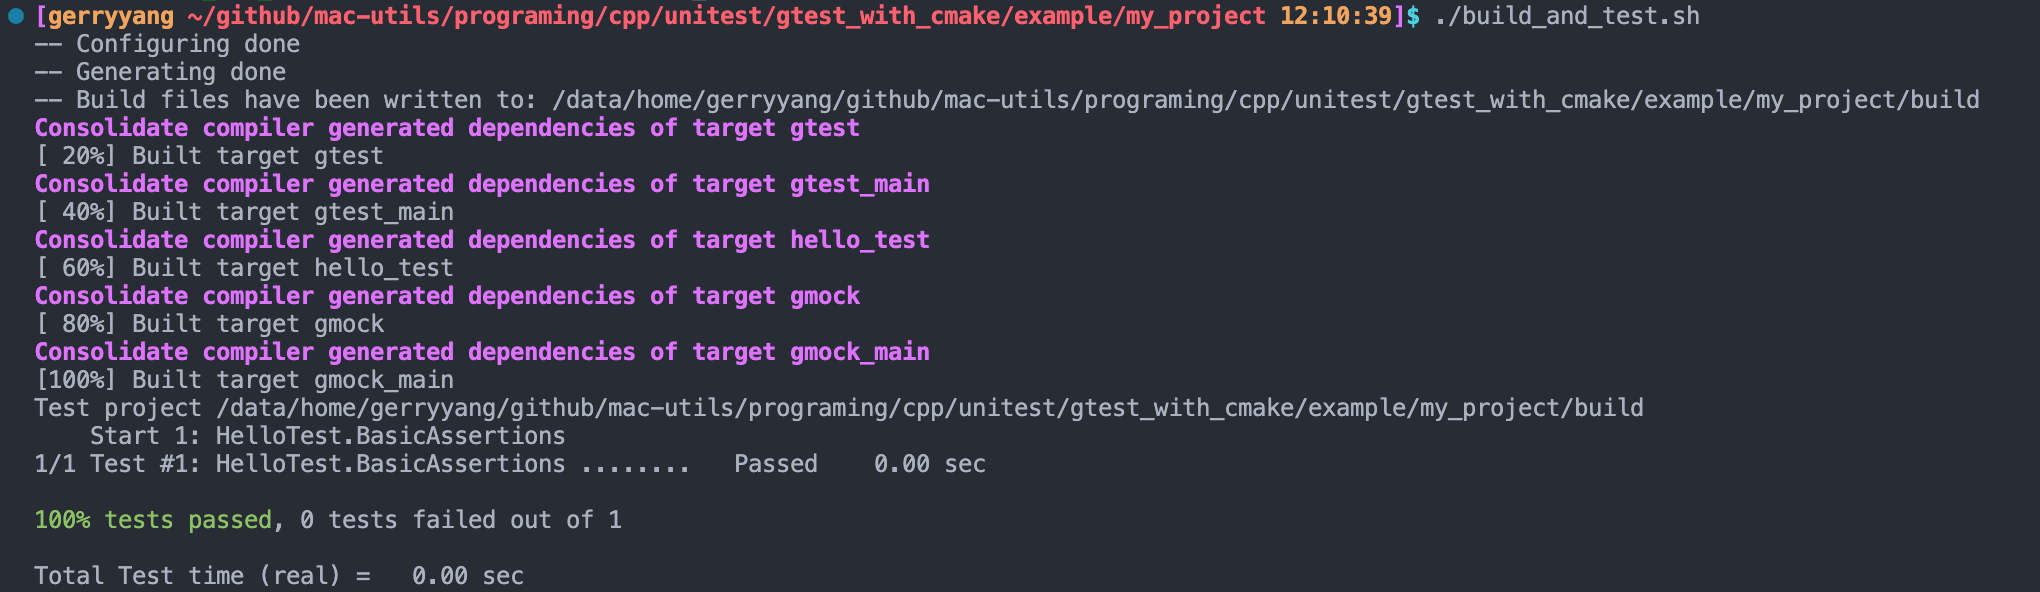 [gerryyang ~/github/mac-utils/programing/cpp/unitest/gtest_with_cmake/example/my_project 12:10:39]$ ./build_and_test.sh
-- Configuring done
-- Generating done
-- Build files have been written to: /data/home/gerryyang/github/mac-utils/programing/cpp/unitest/gtest_with_cmake/example/my_project/build
Consolidate compiler generated dependencies of target gtest
[ 20%] Built target gtest
Consolidate compiler generated dependencies of target gtest_main
[ 40%] Built target gtest_main
Consolidate compiler generated dependencies of target hello_test
[ 60%] Built target hello_test
Consolidate compiler generated dependencies of target gmock
[ 80%] Built target gmock
Consolidate compiler generated dependencies of target gmock_main
[100%] Built target gmock_main
Test project /data/home/gerryyang/github/mac-utils/programing/cpp/unitest/gtest_with_cmake/example/my_project/build
    Start 1: HelloTest.BasicAssertions
1/1 Test #1: HelloTest.BasicAssertions ........   Passed    0.00 sec

100% tests passed, 0 tests failed out of 1

Total Test time (real) =   0.00 sec